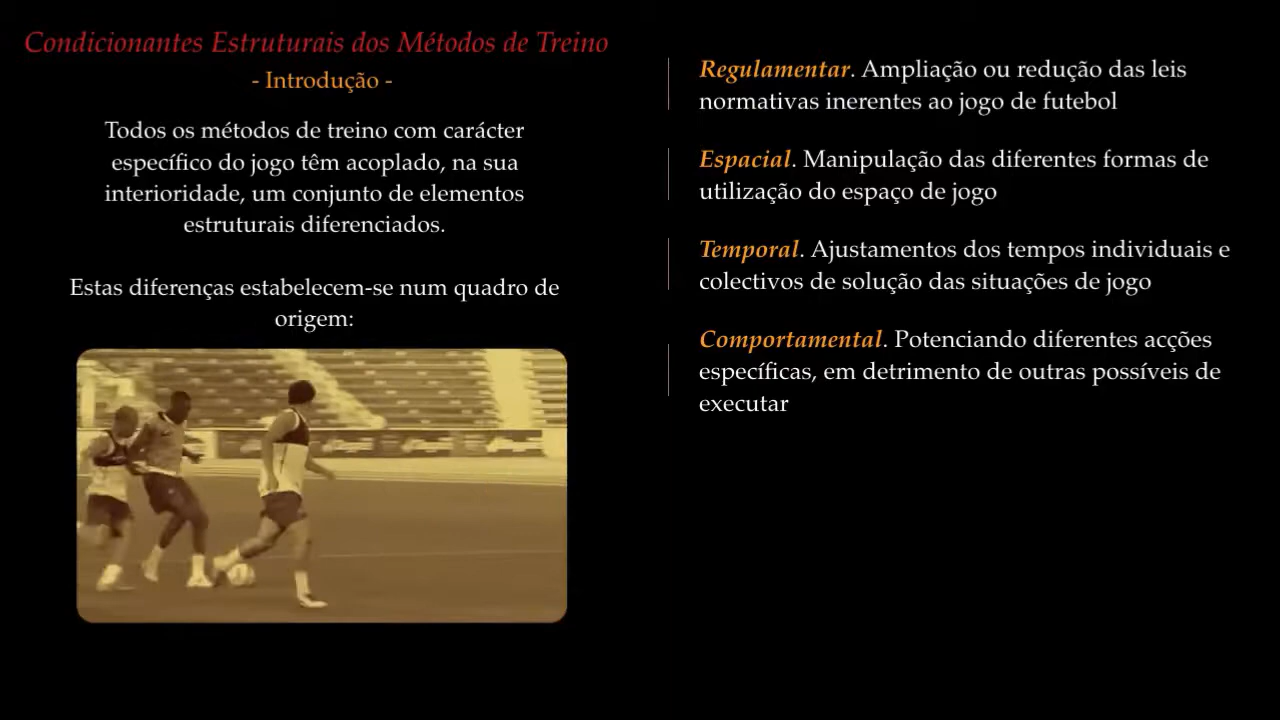 Condicionantes Estruturais dos Métodos de Treino
- Introdução -
Todos os métodos de treino com carácter
específico do jogo têm acoplado, na sua
interioridade, um conjunto de elementos
estruturais diferenciados.
Estas diferenças estabelecem-se num quadro de
origem:
Regulamentar. Ampliação ou redução das leis
normativas inerentes ao jogo de futebol
Espacial. Manipulação das diferentes formas de
utilização do espaço de jogo
Temporal. Ajustamentos dos tempos individuais e
colectivos de solução das situações de jogo
Comportamental. Potenciando diferentes acções
específicas, em detrimento de outras possíveis de
executar